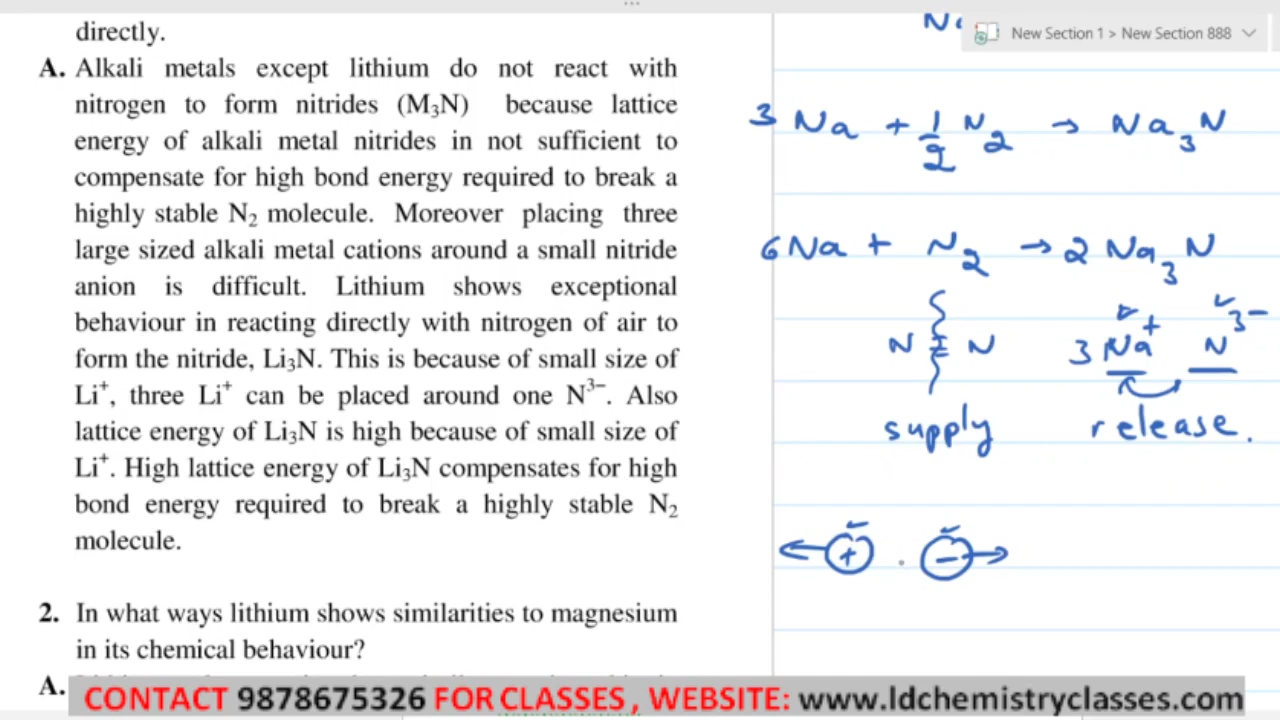 directly.
A. Alkali metals except lithium do not react with
nitrogen to form nitrides (M₃N) because lattice
energy of alkali metal nitrides in not sufficient to
compensate for high bond energy required to break a
highly stable N₂ molecule. Moreover placing three
large sized alkali metal cations around a small nitride
anion is difficult. Lithium shows exceptional
behaviour in reacting directly with nitrogen of air to
form the nitride, Li₃N. This is because of small size of
Li⁺, three Li⁺ can be placed around one N³⁻. Also
lattice energy of Li₃N is high because of small size of
Li⁺. High lattice energy of Li₃N compensates for high
bond energy required to break a highly stable N₂
molecule.
2. In what ways lithium shows similarities to magnesium
in its chemical behaviour?
A.
New Section 1 > New Section 888
3 Na + 1/2 N₂ → Na₃N
6Na + N₂ → 2 Na₃N
N ≡ N 3 Na⁺ N³⁻
supply release.
+ −
CONTACT 9878675326 FOR CLASSES , WEBSITE: www.ldchemistryclasses.com